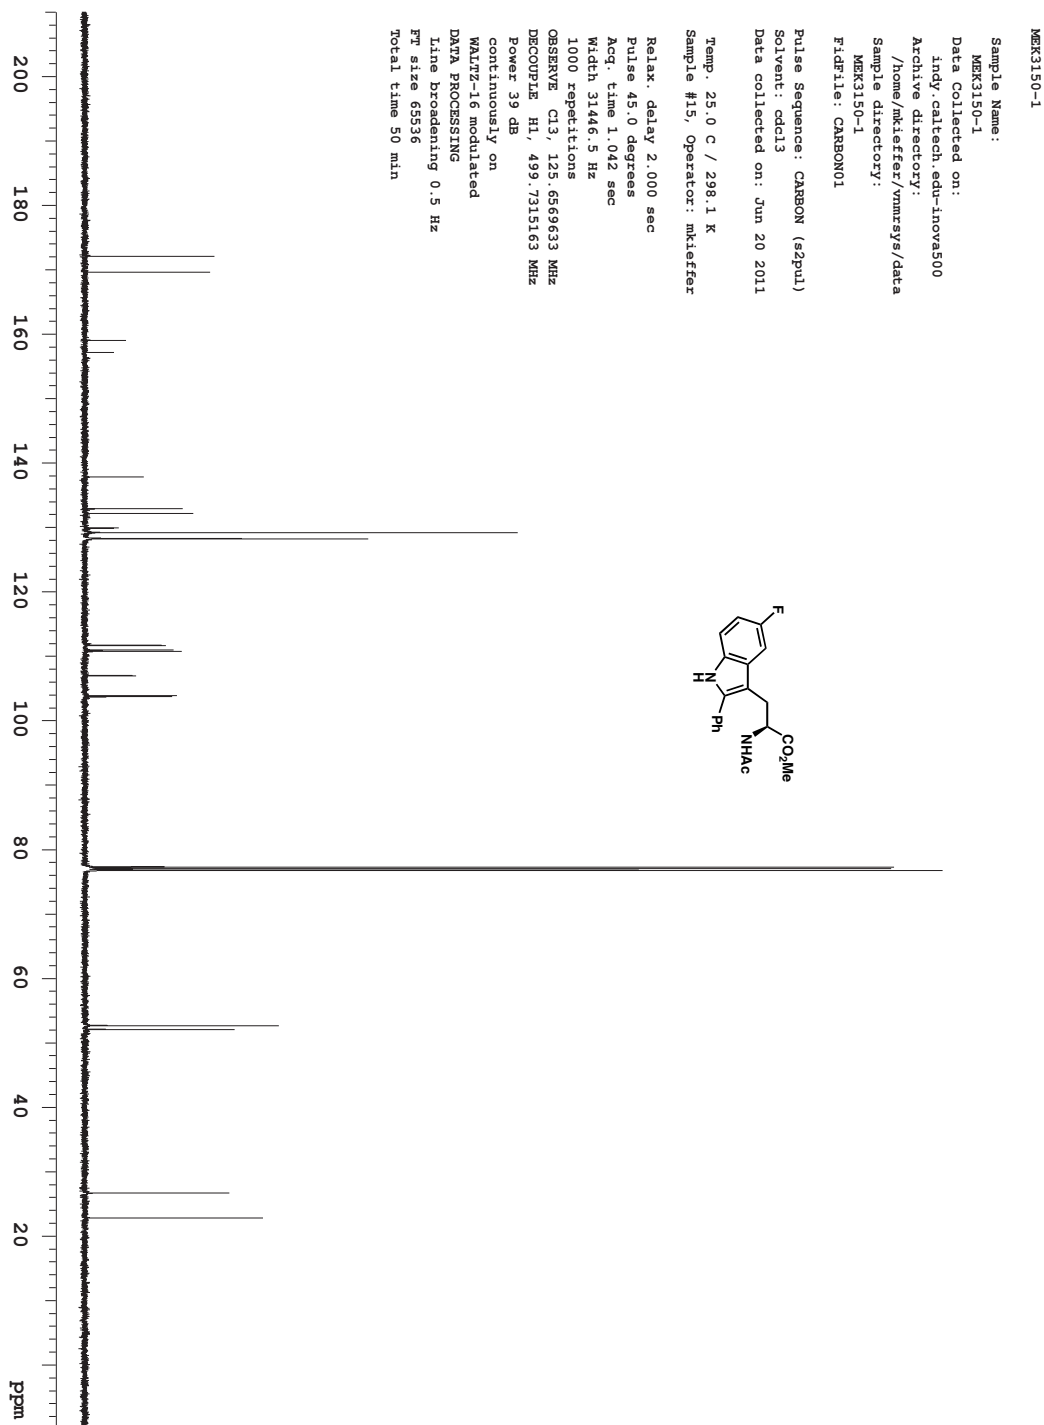 MEK3150-1
Sample Name:
MEK3150-1
Data Collected on:
indy.caltech.edu-inova500
Archive directory:
/home/mkieffer/vnmrsys/data
Sample directory:
MEK3150-1
FidFile: CARBON01
Pulse Sequence: CARBON (s2pul)
Solvent: cdcl3
Data collected on: Jun 20 2011
Temp. 25.0 C / 298.1 K
Sample #15, Operator: mkieffer
Relax. delay 2.000 sec
Pulse 45.0 degrees
Acq. time 1.042 sec
Width 31446.5 Hz
1000 repetitions
OBSERVE C13, 125.6569633 MHz
DECOUPLE H1, 499.7315163 MHz
Power 39 dB
continuously on
WALTZ-16 modulated
DATA PROCESSING
Line broadening 0.5 Hz
FT size 65536
Total time 50 min
F
CO2Me
NHAc
N
H
Ph
200 180 160 140 120 100 80 60 40 20 ppm